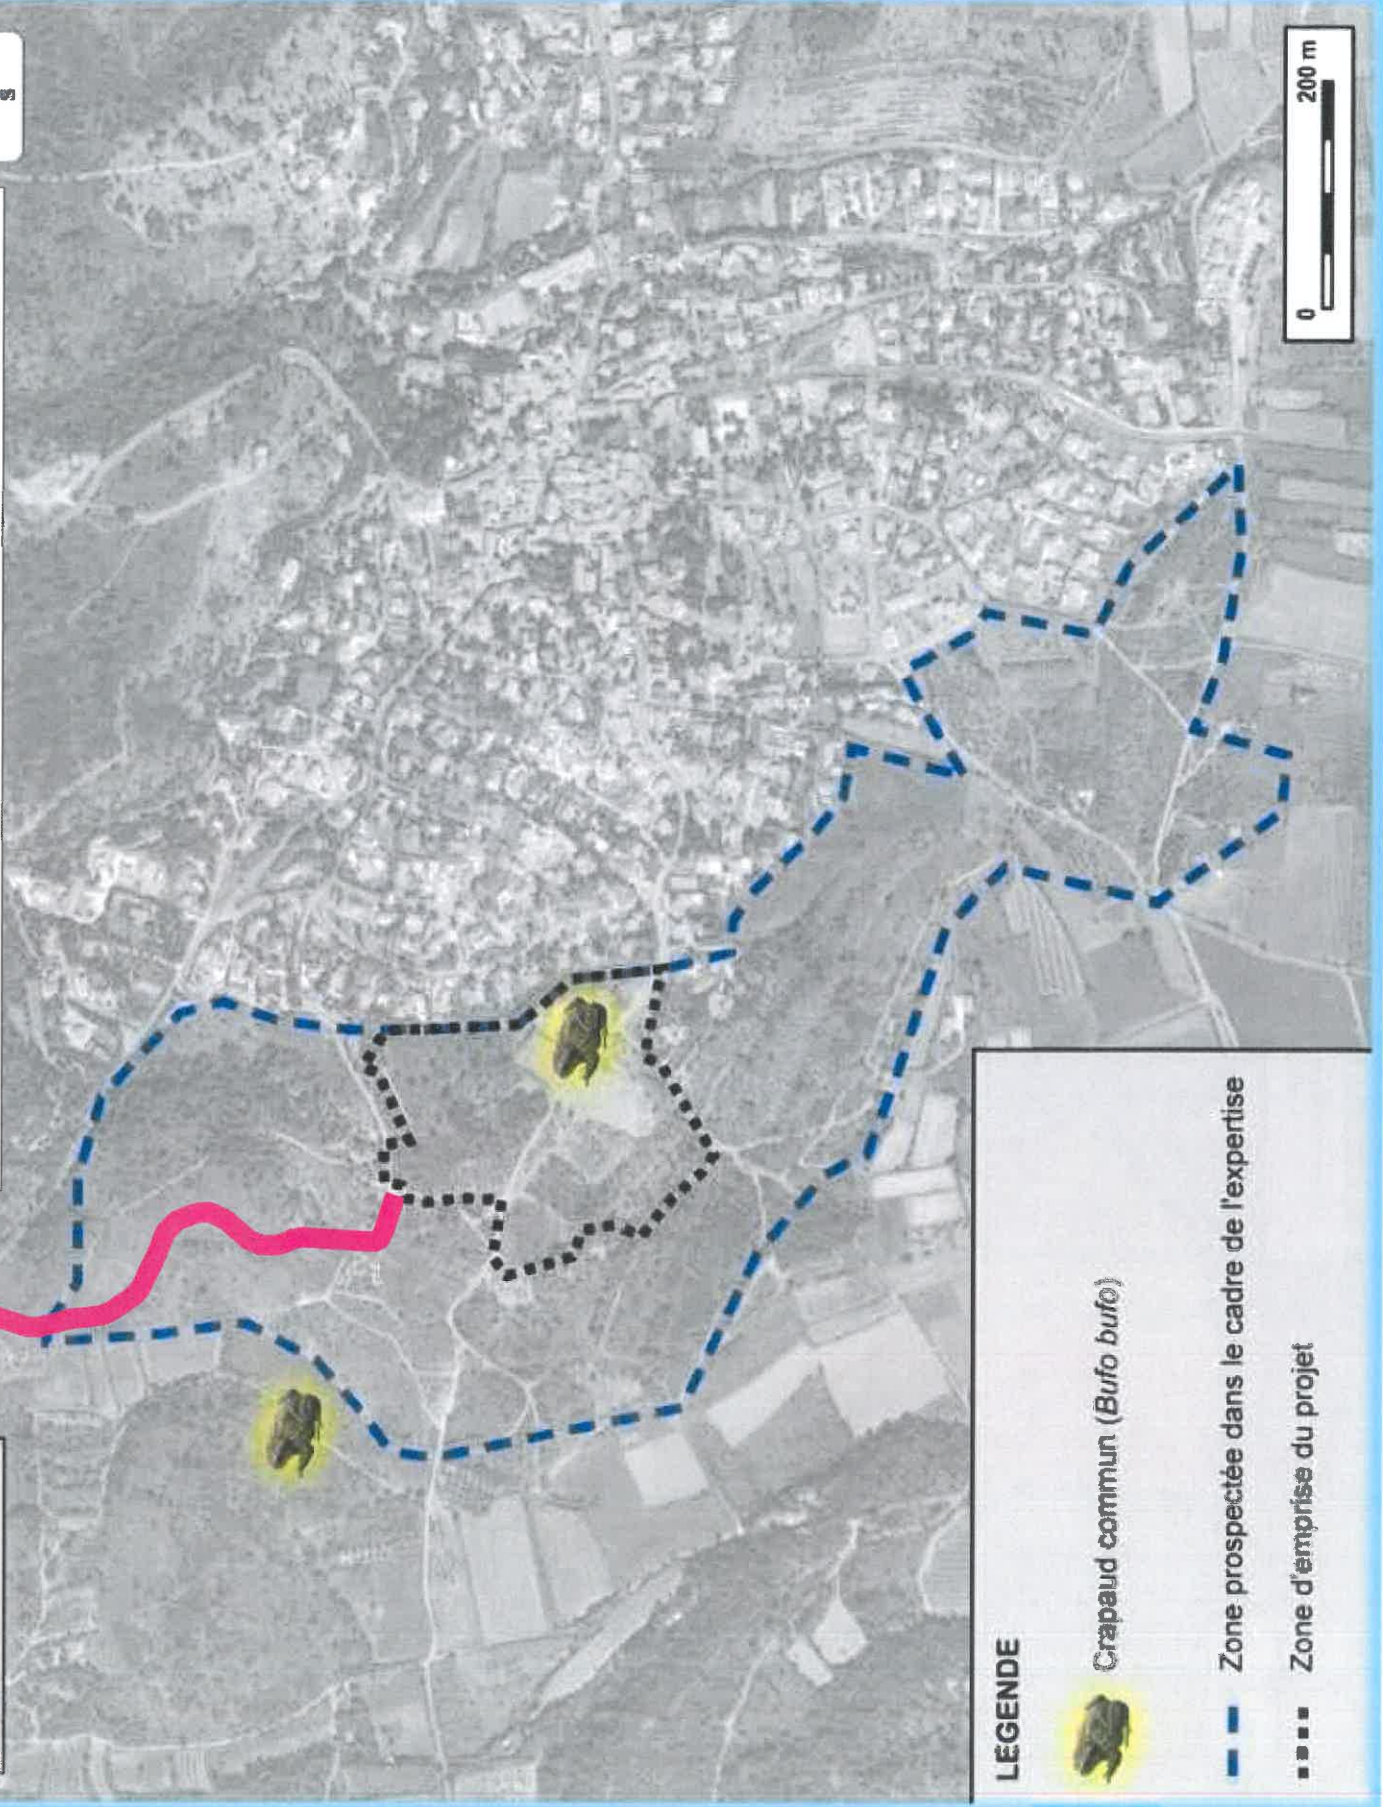 LEGENDE
Crapaud commun (Bufo bufo)
Zone prospectée dans le cadre de l'expertise
Zone d'emprise du projet
0 200 m
s